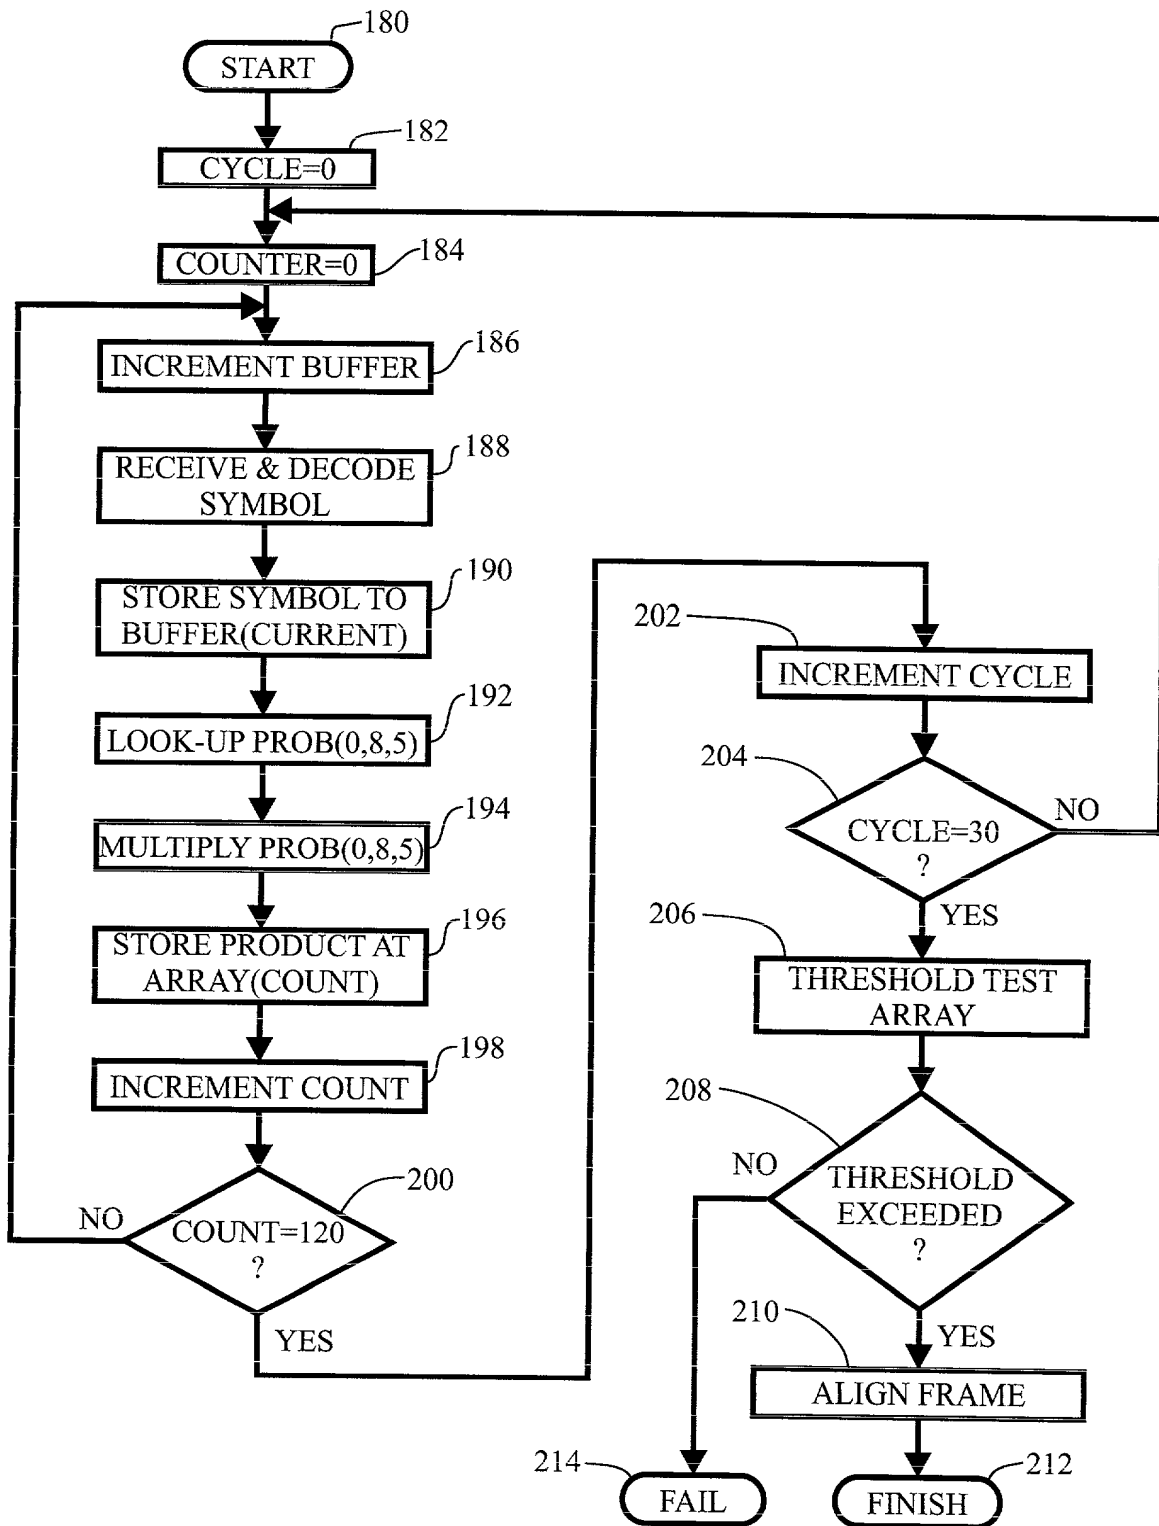 180
START
182
CYCLE=0
184
COUNTER=0
186
INCREMENT BUFFER
188
RECEIVE & DECODE
SYMBOL
190
STORE SYMBOL TO
BUFFER(CURRENT)
192
LOOK-UP PROB(0,8,5)
194
MULTIPLY PROB(0,8,5)
196
STORE PRODUCT AT
ARRAY(COUNT)
198
INCREMENT COUNT
200
NO
COUNT=120
?
YES
202
INCREMENT CYCLE
204
NO
CYCLE=30
?
YES
206
THRESHOLD TEST
ARRAY
208
NO
THRESHOLD
EXCEEDED
?
YES
210
ALIGN FRAME
214
FAIL
212
FINISH